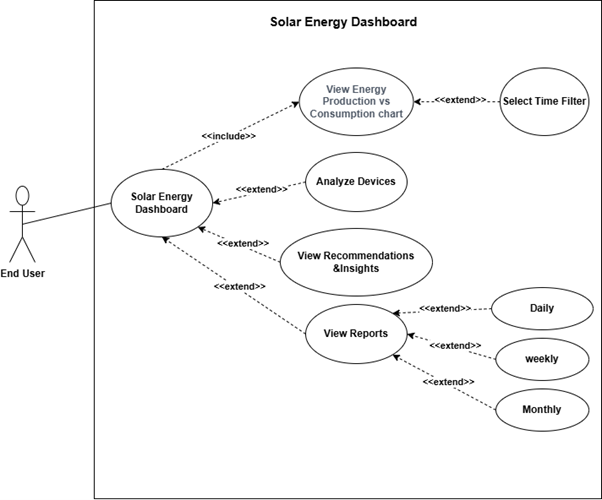 Solar Energy Dashboard
View Energy
Production vs
Consumption chart
<<extend>>
Select Time Filter
<<include>>
Analyze Devices
<<extend>>
Solar Energy
Dashboard
End User
<<extend>>
View Recommendations
&Insights
<<extend>>
View Reports
<<extend>>
Daily
<<extend>>
weekly
<<extend>>
Monthly